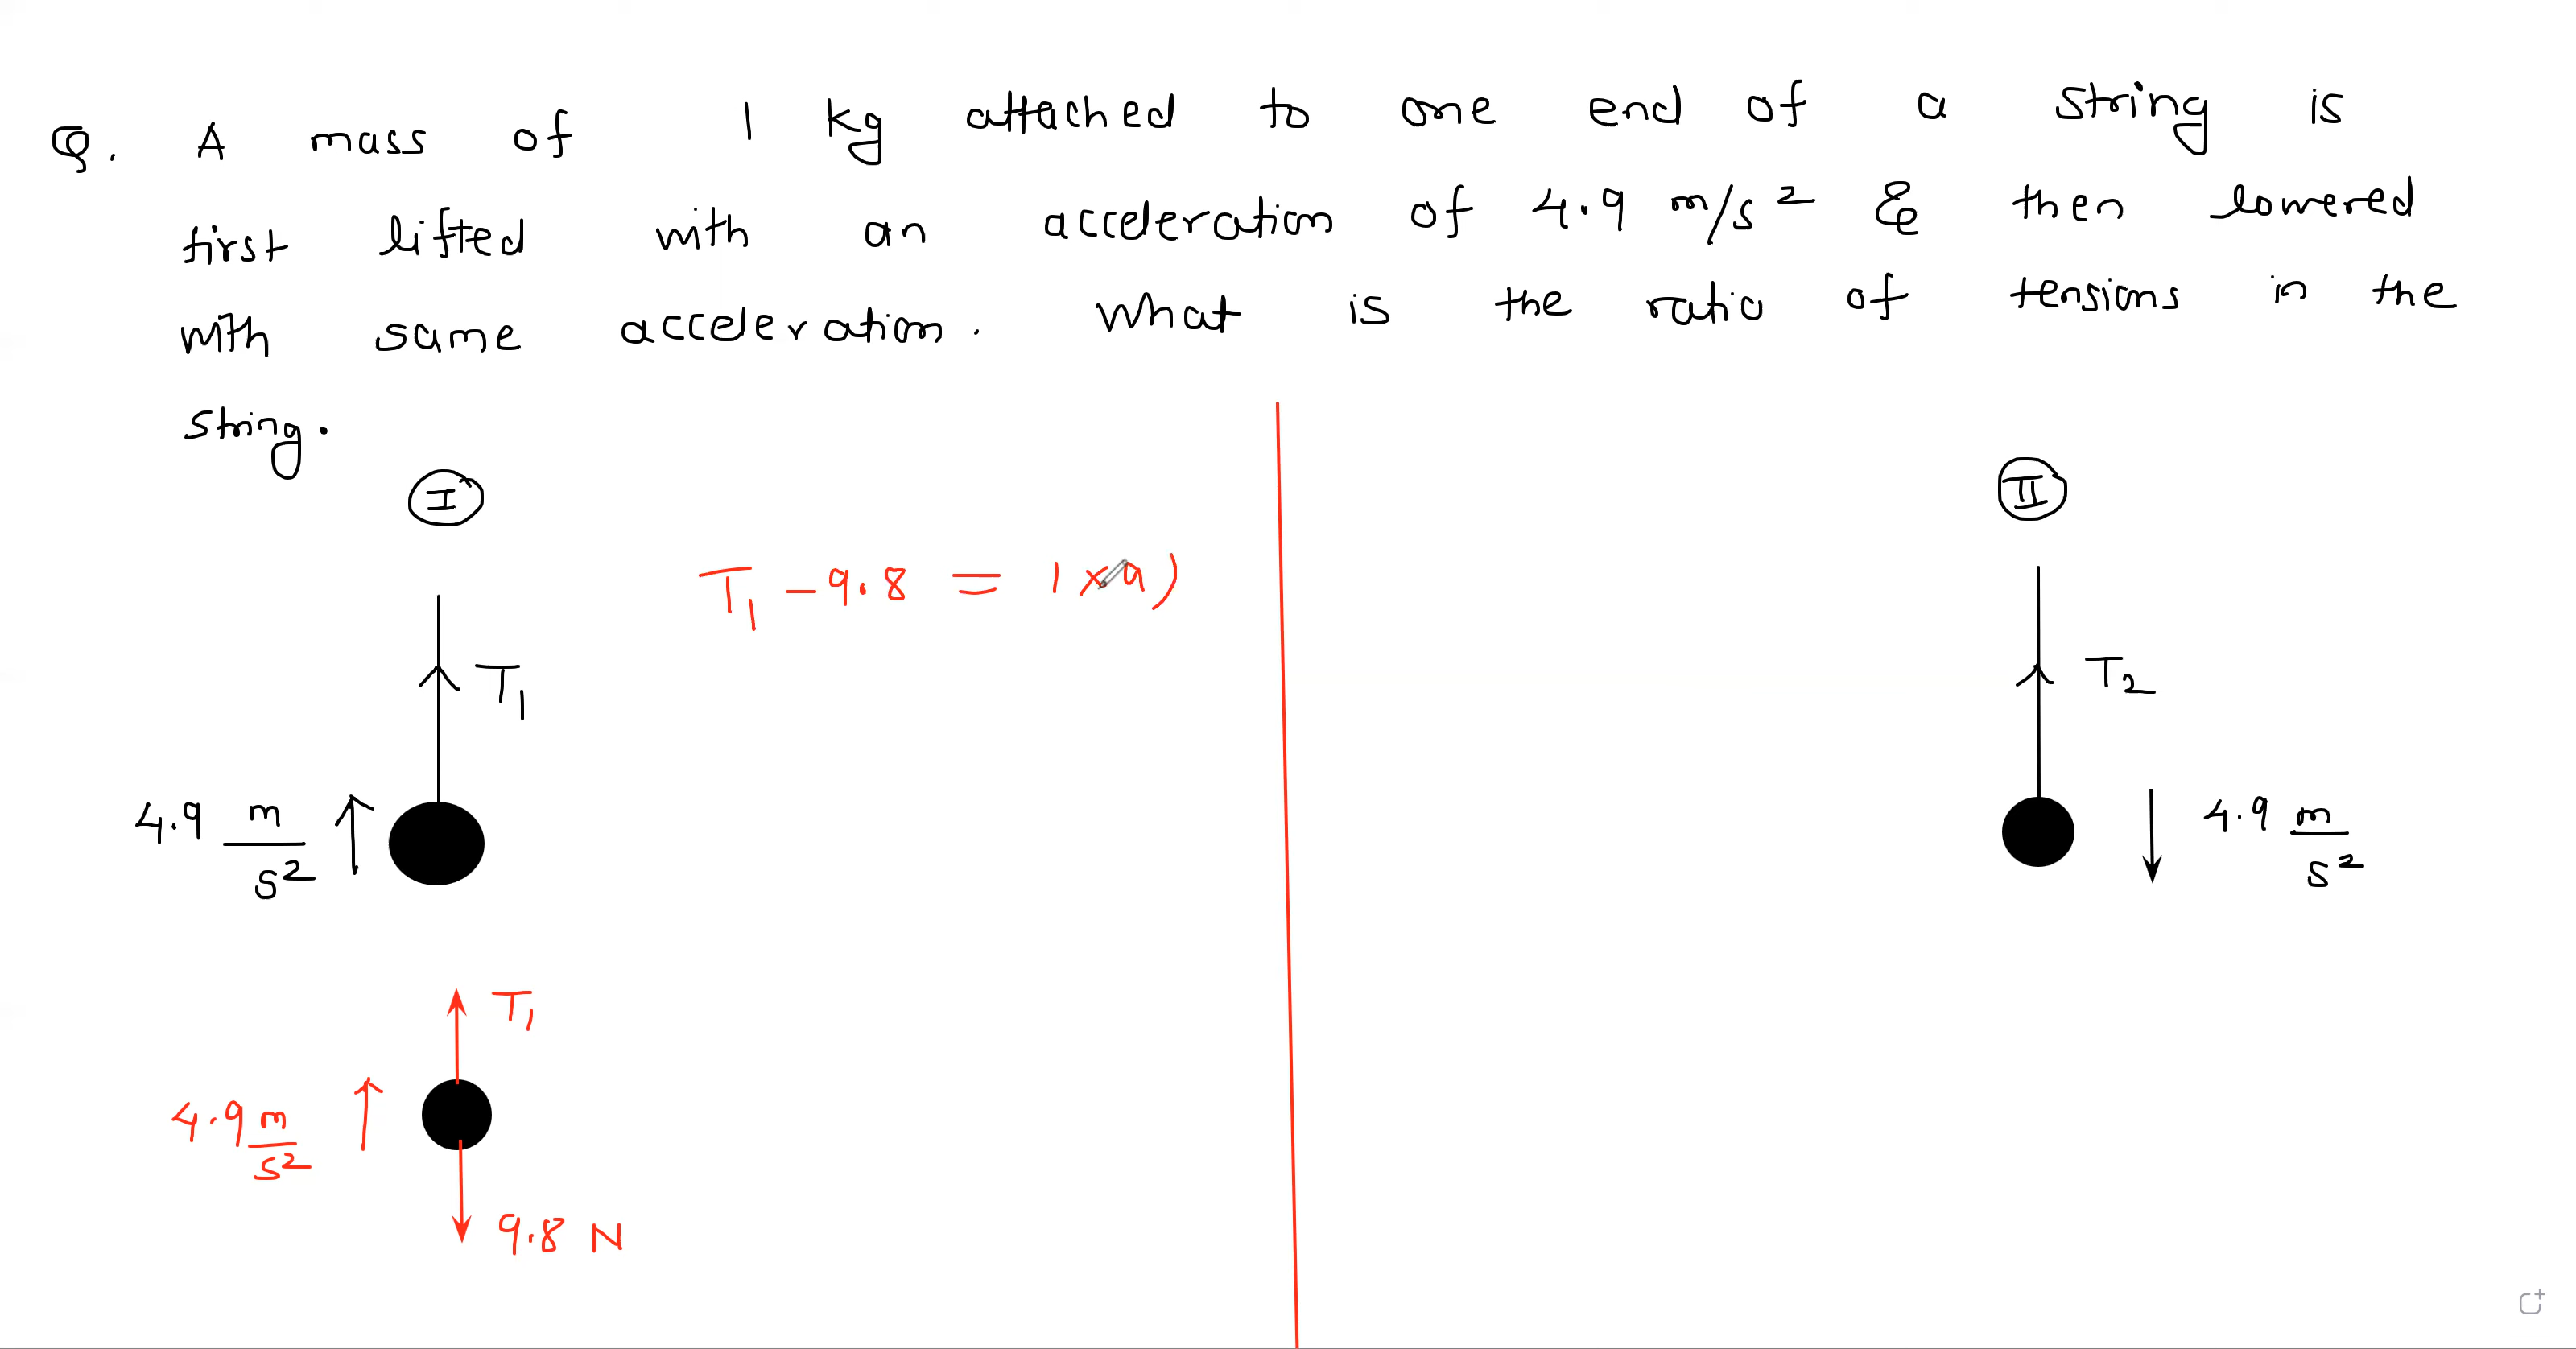 Q. A mass of 1 kg attached to one end of a string is
first lifted with an acceleration of 4.9 m/s² & then lowered
with same acceleration. What is the ratio of tensions in the
string.
I
II
T₁ - 9.8 = 1 × a)
T₁
T₂
4.9 m/s²
4.9 m/s²
T₁
4.9 m/s²
9.8 N